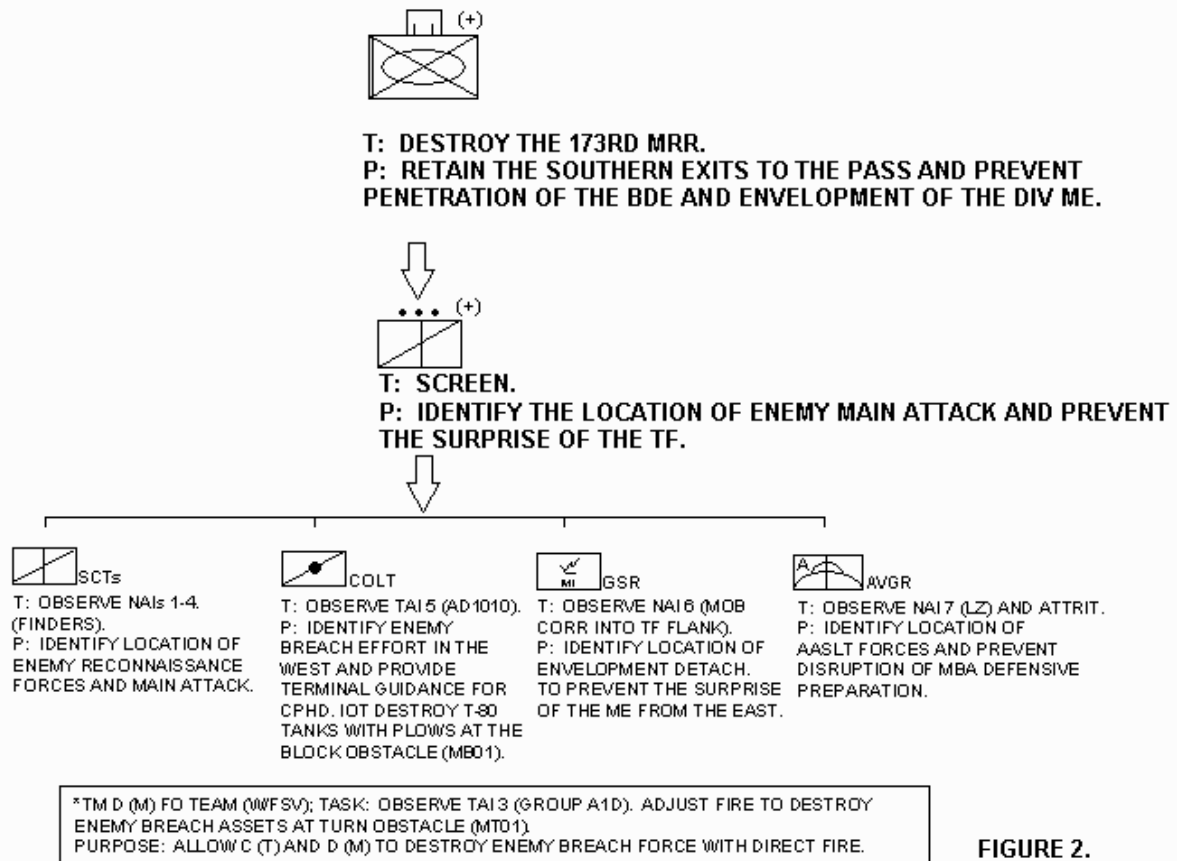 (+)
T: DESTROY THE 173RD MRR.
P: RETAIN THE SOUTHERN EXITS TO THE PASS AND PREVENT
PENETRATION OF THE BDE AND ENVELOPMENT OF THE DIV ME.
(+)
T: SCREEN.
P: IDENTIFY THE LOCATION OF ENEMY MAIN ATTACK AND PREVENT
THE SURPRISE OF THE TF.
SCTs
T: OBSERVE NAIs 1-4.
(FINDERS).
P: IDENTIFY LOCATION OF
ENEMY RECONNAISSANCE
FORCES AND MAIN ATTACK.
COLT
T: OBSERVE TAI 5 (AD1010).
P: IDENTIFY ENEMY
BREACH EFFORT IN THE
WEST AND PROVIDE
TERMINAL GUIDANCE FOR
CPHD. IOT DESTROY T-80
TANKS WITH PLOWS AT THE
BLOCK OBSTACLE (MB01).
MI
GSR
T: OBSERVE NAI 6 (MOB
CORR INTO TF FLANK).
P: IDENTIFY LOCATION OF
ENVELOPMENT DETACH.
TO PREVENT THE SURPRISE
OF THE ME FROM THE EAST.
A
AVGR
T: OBSERVE NAI 7 (LZ) AND ATTRIT.
P: IDENTIFY LOCATION OF
AASLT FORCES AND PREVENT
DISRUPTION OF MBA DEFENSIVE
PREPARATION.
*TM D (M) FO TEAM (W/FSV); TASK: OBSERVE TAI 3 (GROUP A1D). ADJUST FIRE TO DESTROY
ENEMY BREACH ASSETS AT TURN OBSTACLE (MT01)
PURPOSE: ALLOW C (T) AND D (M) TO DESTROY ENEMY BREACH FORCE WITH DIRECT FIRE.
FIGURE 2.